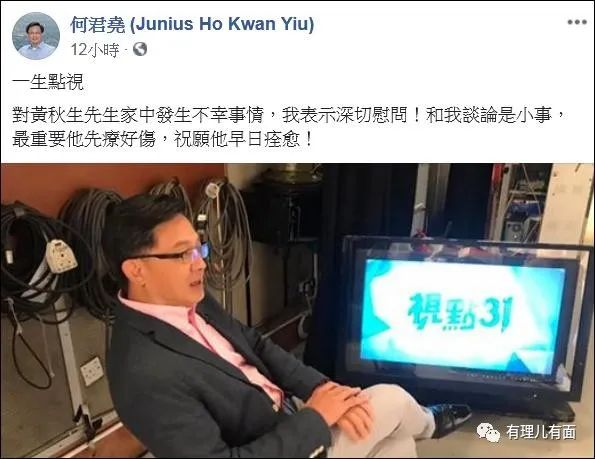 何君堯 (Junius Ho Kwan Yiu)
12小時 ·
一生點視
對黃秋生先生家中發生不幸事情，我表示深切慰問！和我談論是小事，
最重要他先療好傷，祝願他早日痊愈！
視點31
有理儿有面